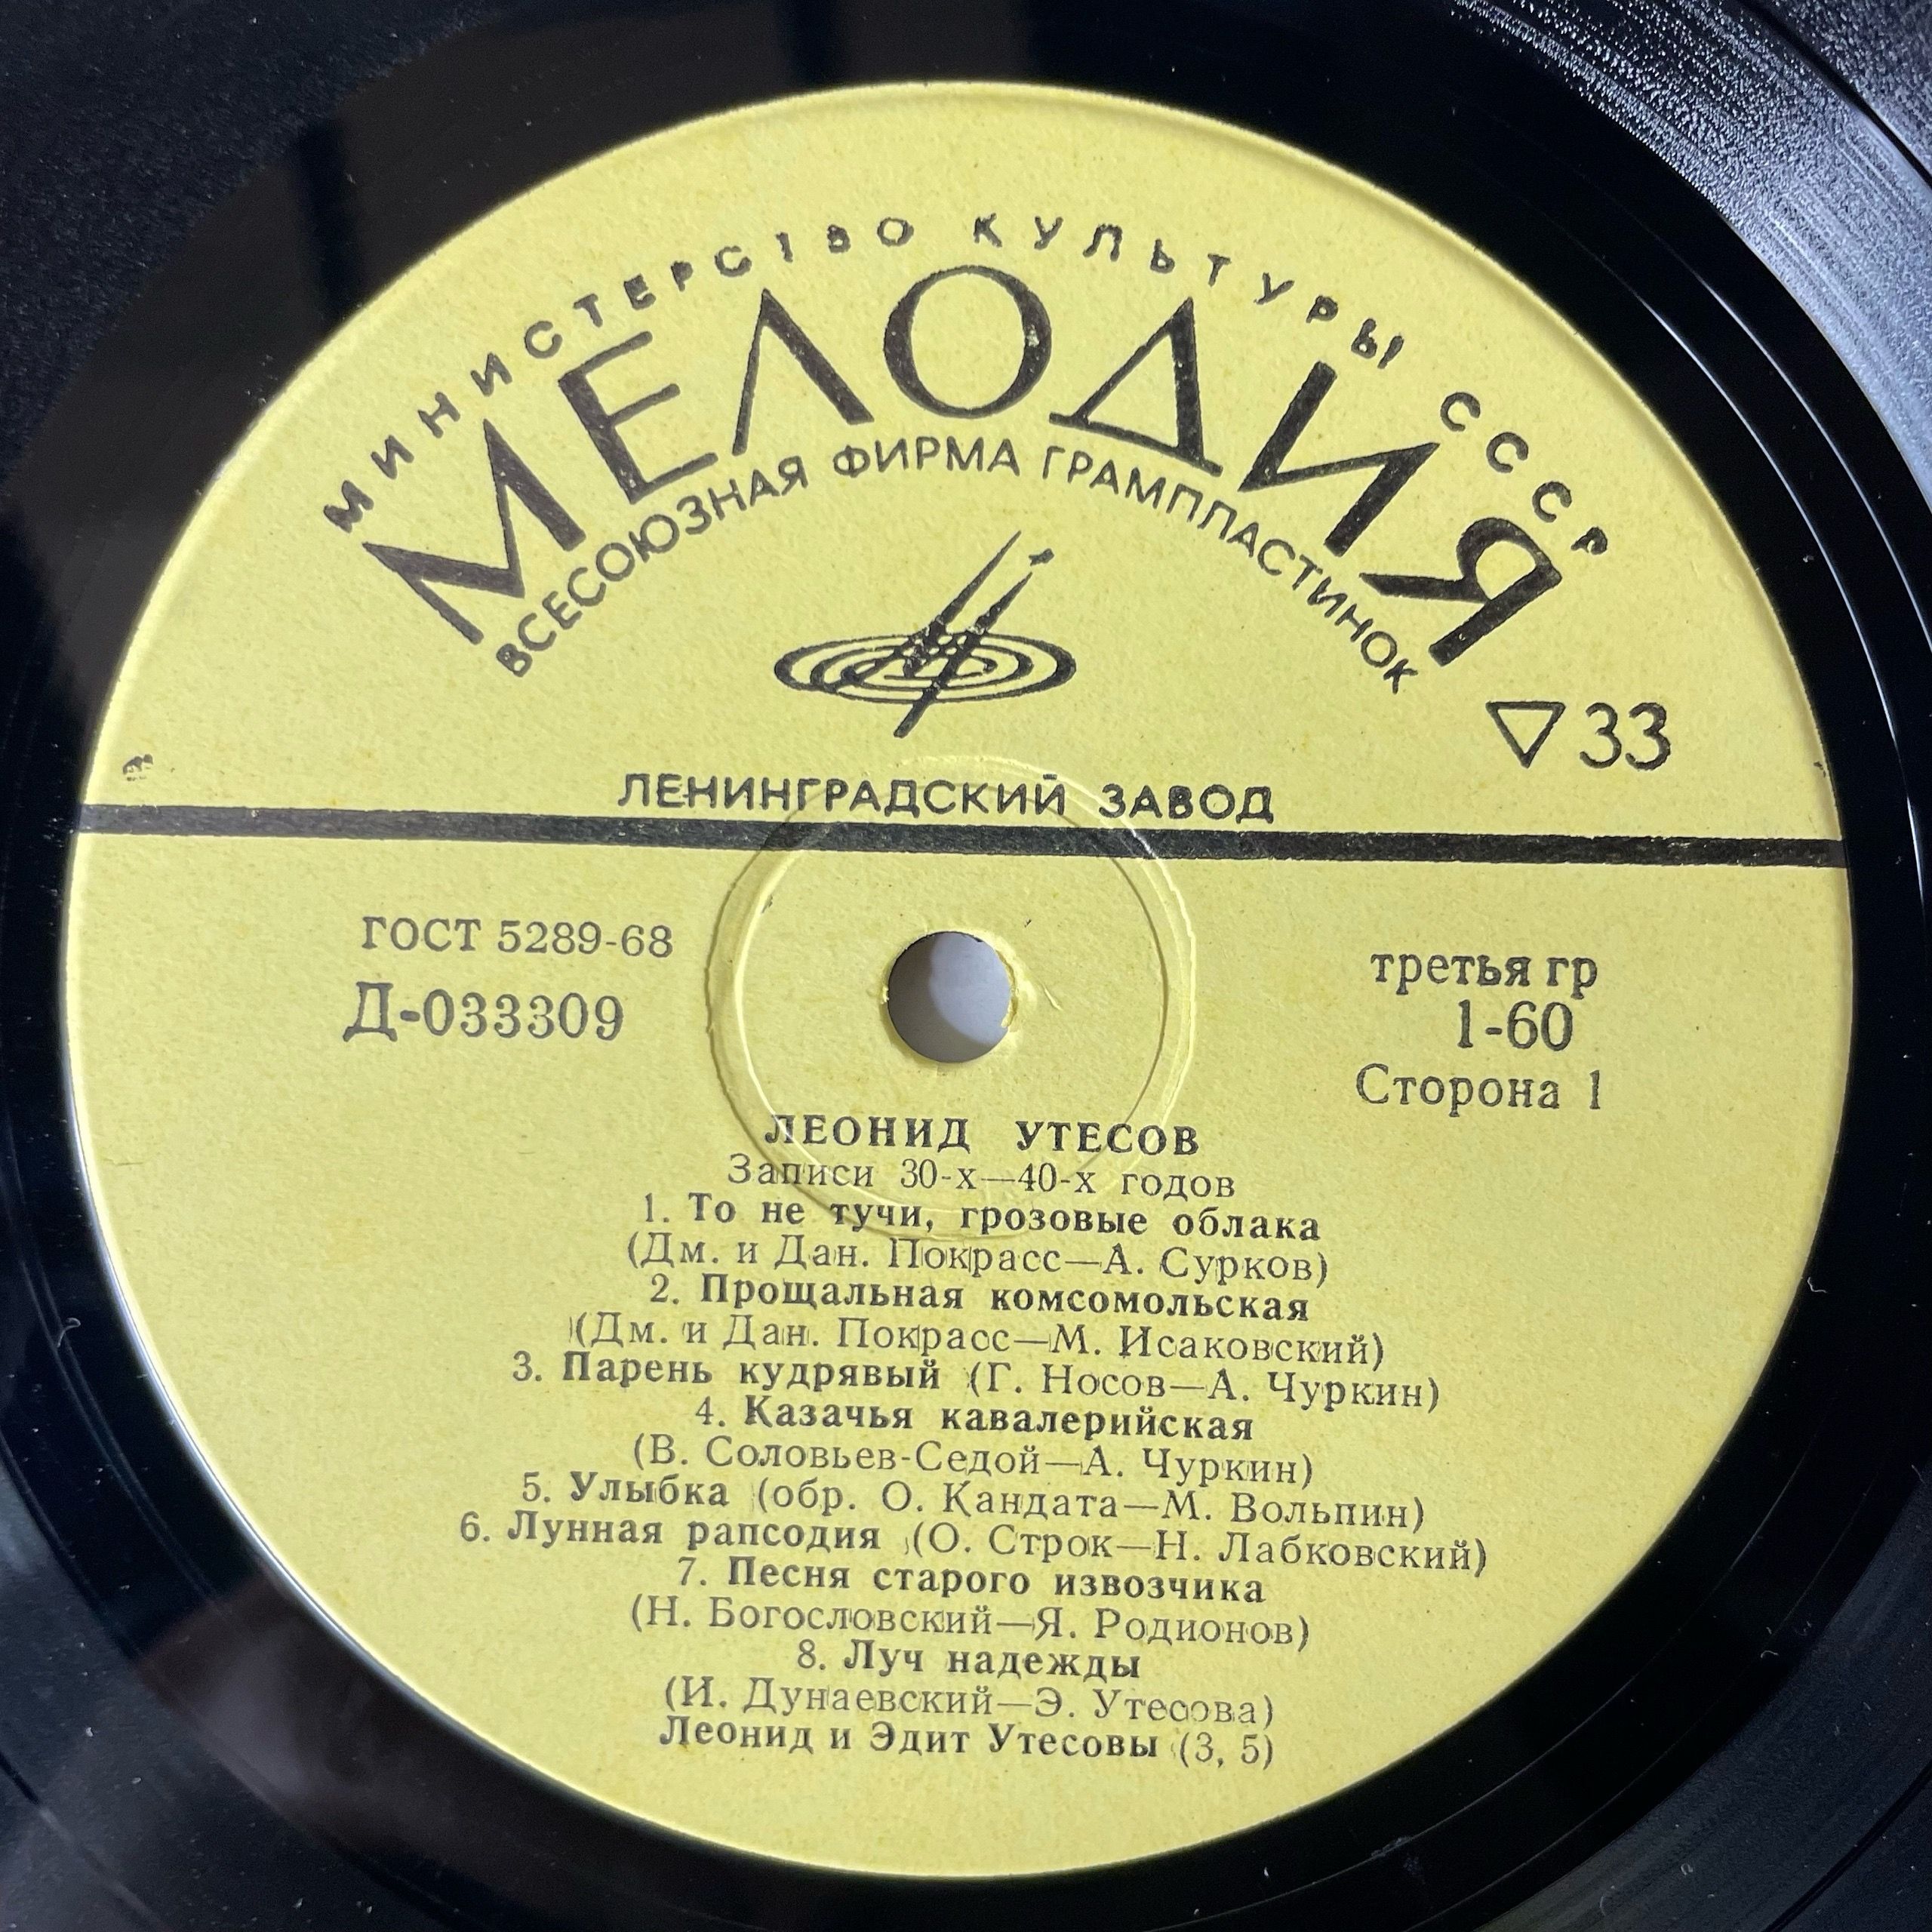 МИНИСТЕРСТВО КУЛЬТУРЫ СССР
МЕЛОДИЯ
ВСЕСОЮЗНАЯ ФИРМА ГРАМПЛАСТИНОК
▽33
ЛЕНИНГРАДСКИЙ ЗАВОД
ГОСТ 5289-68
Д-033309
третья гр
1-60
Сторона 1
ЛЕОНИД УТЕСОВ
Записи 30-х—40-х годов
1. То не тучи, грозовые облака
(Дм. и Дан. Покрасс—А. Сурков)
2. Прощальная комсомольская
(Дм. и Дан. Покрасс—М. Исаковский)
3. Парень кудрявый (Г. Носов—А. Чуркин)
4. Казачья кавалерийская
(В. Соловьев-Седой—А. Чуркин)
5. Улыбка (обр. О. Кандата—М. Вольпин)
6. Лунная рапсодия (О. Строк—Н. Лабковский)
7. Песня старого извозчика
(Н. Богословский—Я. Родионов)
8. Луч надежды
(И. Дунаевский—Э. Утесова)
Леонид и Эдит Утесовы (3, 5)